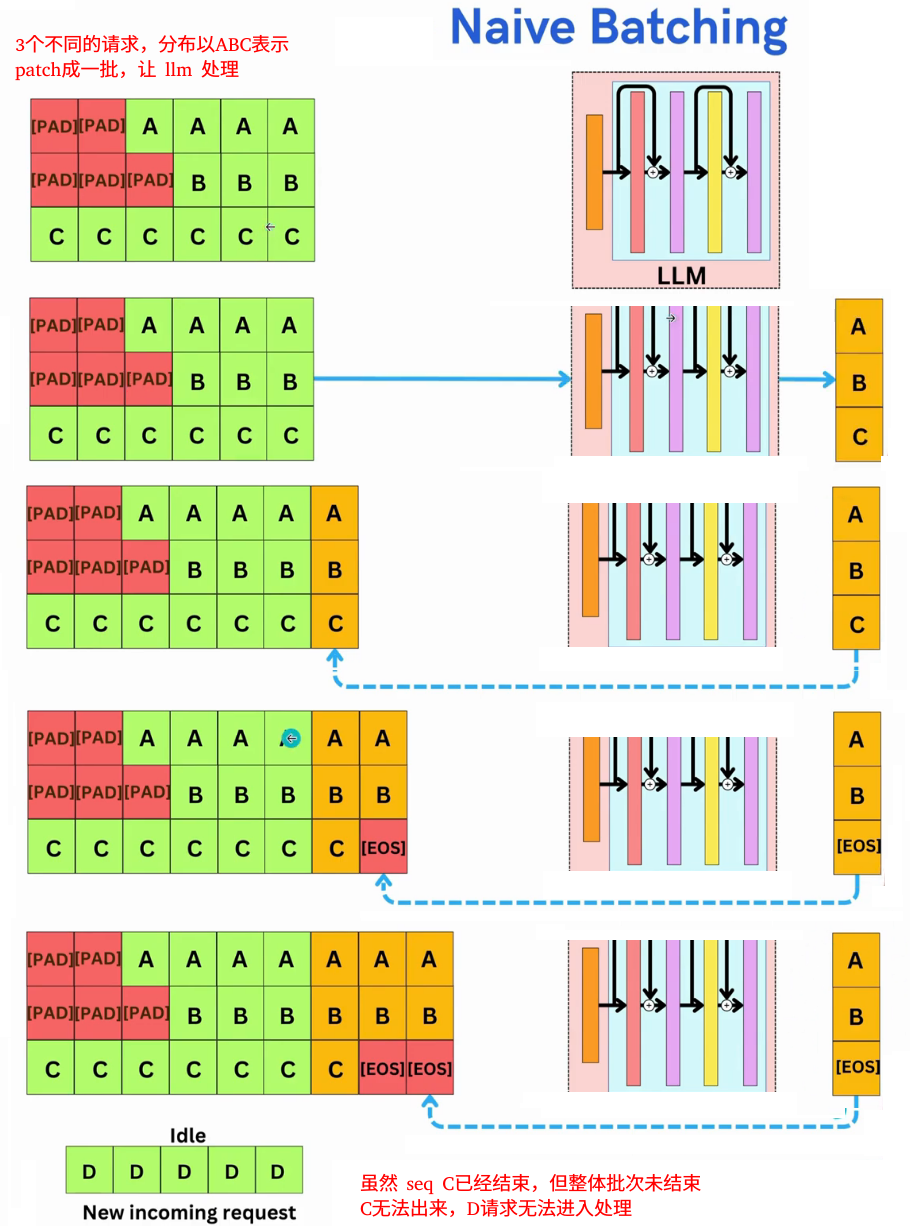 Naive Batching
3个不同的请求，分布以ABC表示
patch成一批，让 llm 处理
[PAD] [PAD] A A A A
[PAD] [PAD] [PAD] B B B
C C C C C C
LLM
[PAD] [PAD] A A A A A
[PAD] [PAD] [PAD] B B B B
C C C C C C C
[PAD] [PAD] A A A A A A
[PAD] [PAD] [PAD] B B B B B
C C C C C C C C
[PAD] [PAD] A A A A A A
[PAD] [PAD] [PAD] B B B B B B
C C C C C C C [EOS] [EOS]
[PAD] [PAD] A A A A A A A A
[PAD] [PAD] [PAD] B B B B B B B
C C C C C C C [EOS] [EOS] [EOS]
Idle
D D D D D
New incoming request
虽然 seq C已经结束，但整体批次未结束
C无法出来，D请求无法进入处理